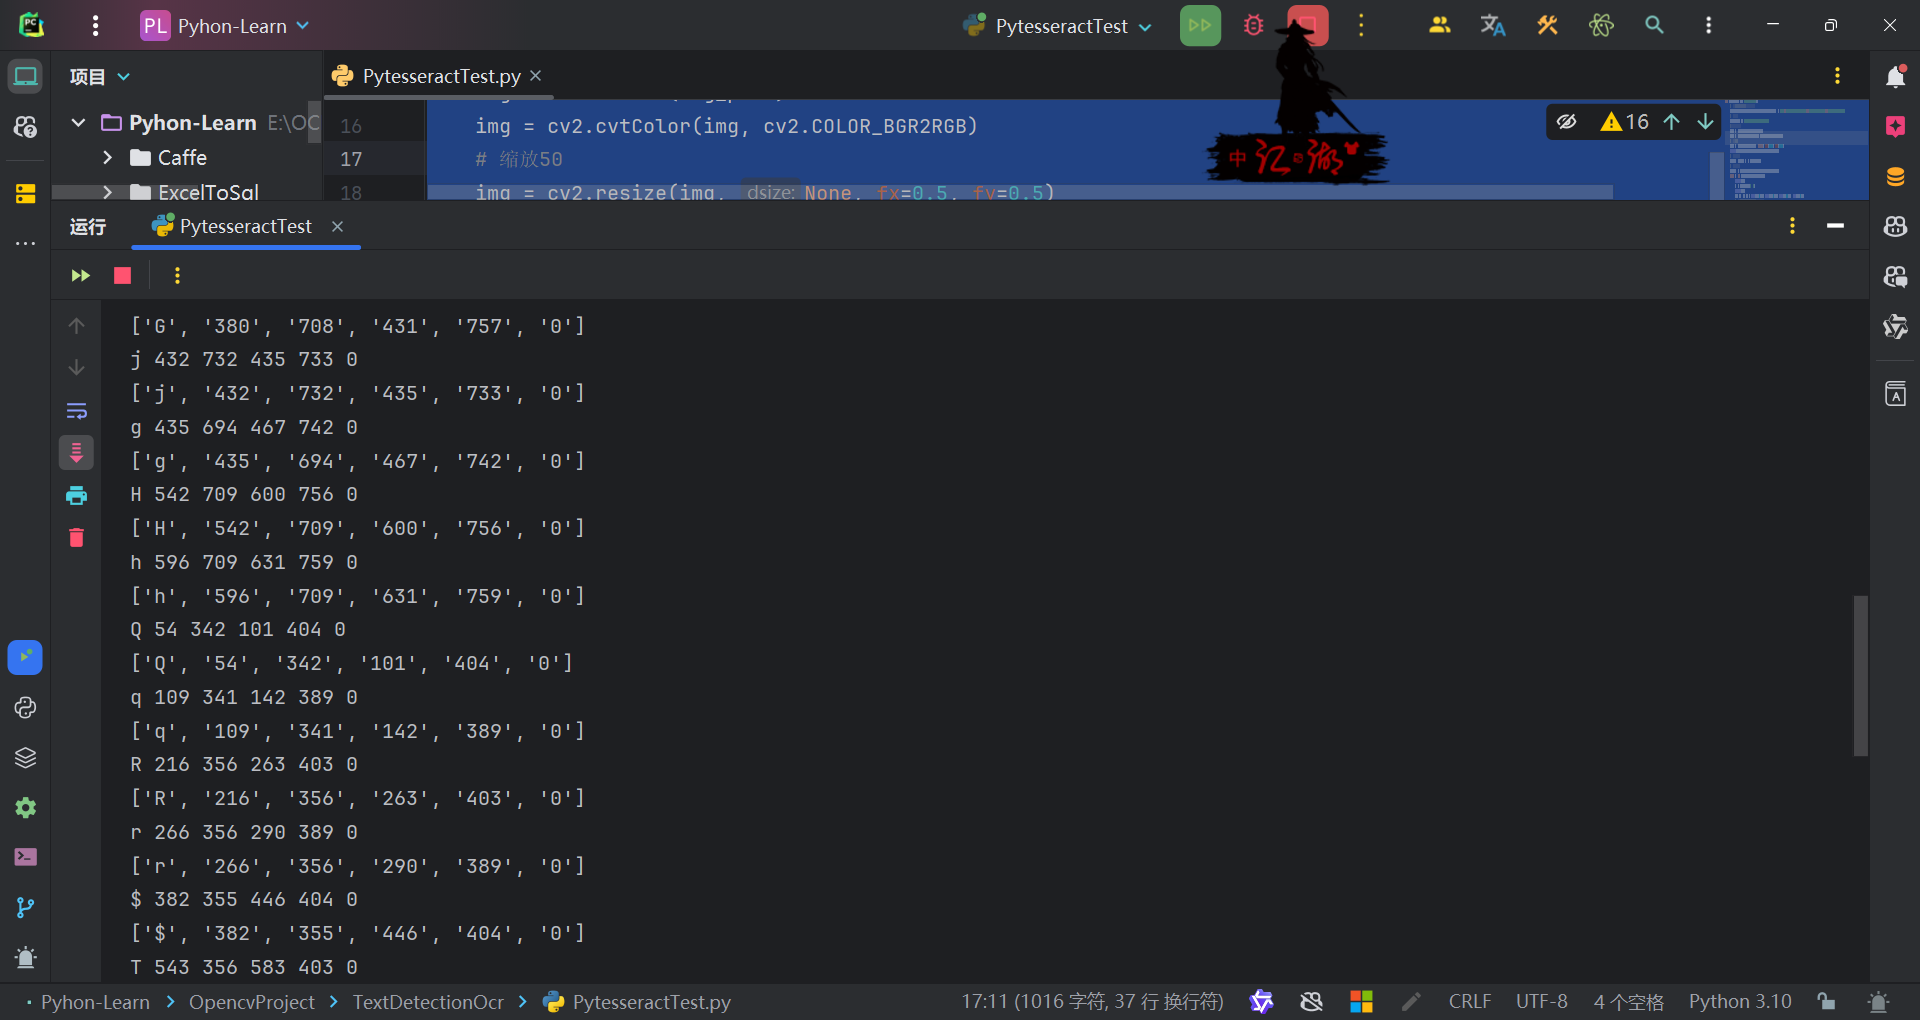 PL Pyhon-Learn
PytesseractTest
项目
PytesseractTest.py
Pyhon-Learn E:\OC
Caffe
ExcelToSql
16 img = cv2.cvtColor(img, cv2.COLOR_BGR2RGB)
17 # 缩放50
18 img = cv2.resize(img, dsize: None, fx=0.5, fy=0.5)
16
运行
PytesseractTest
['G', '380', '708', '431', '757', '0']
j 432 732 435 733 0
['j', '432', '732', '435', '733', '0']
g 435 694 467 742 0
['g', '435', '694', '467', '742', '0']
H 542 709 600 756 0
['H', '542', '709', '600', '756', '0']
h 596 709 631 759 0
['h', '596', '709', '631', '759', '0']
Q 54 342 101 404 0
['Q', '54', '342', '101', '404', '0']
q 109 341 142 389 0
['q', '109', '341', '142', '389', '0']
R 216 356 263 403 0
['R', '216', '356', '263', '403', '0']
r 266 356 290 389 0
['r', '266', '356', '290', '389', '0']
$ 382 355 446 404 0
['$', '382', '355', '446', '404', '0']
T 543 356 583 403 0
Pyhon-Learn > OpencvProject > TextDetectionOcr > PytesseractTest.py
17:11 (1016 字符, 37 行 换行符)
CRLF
UTF-8
4 个空格
Python 3.10